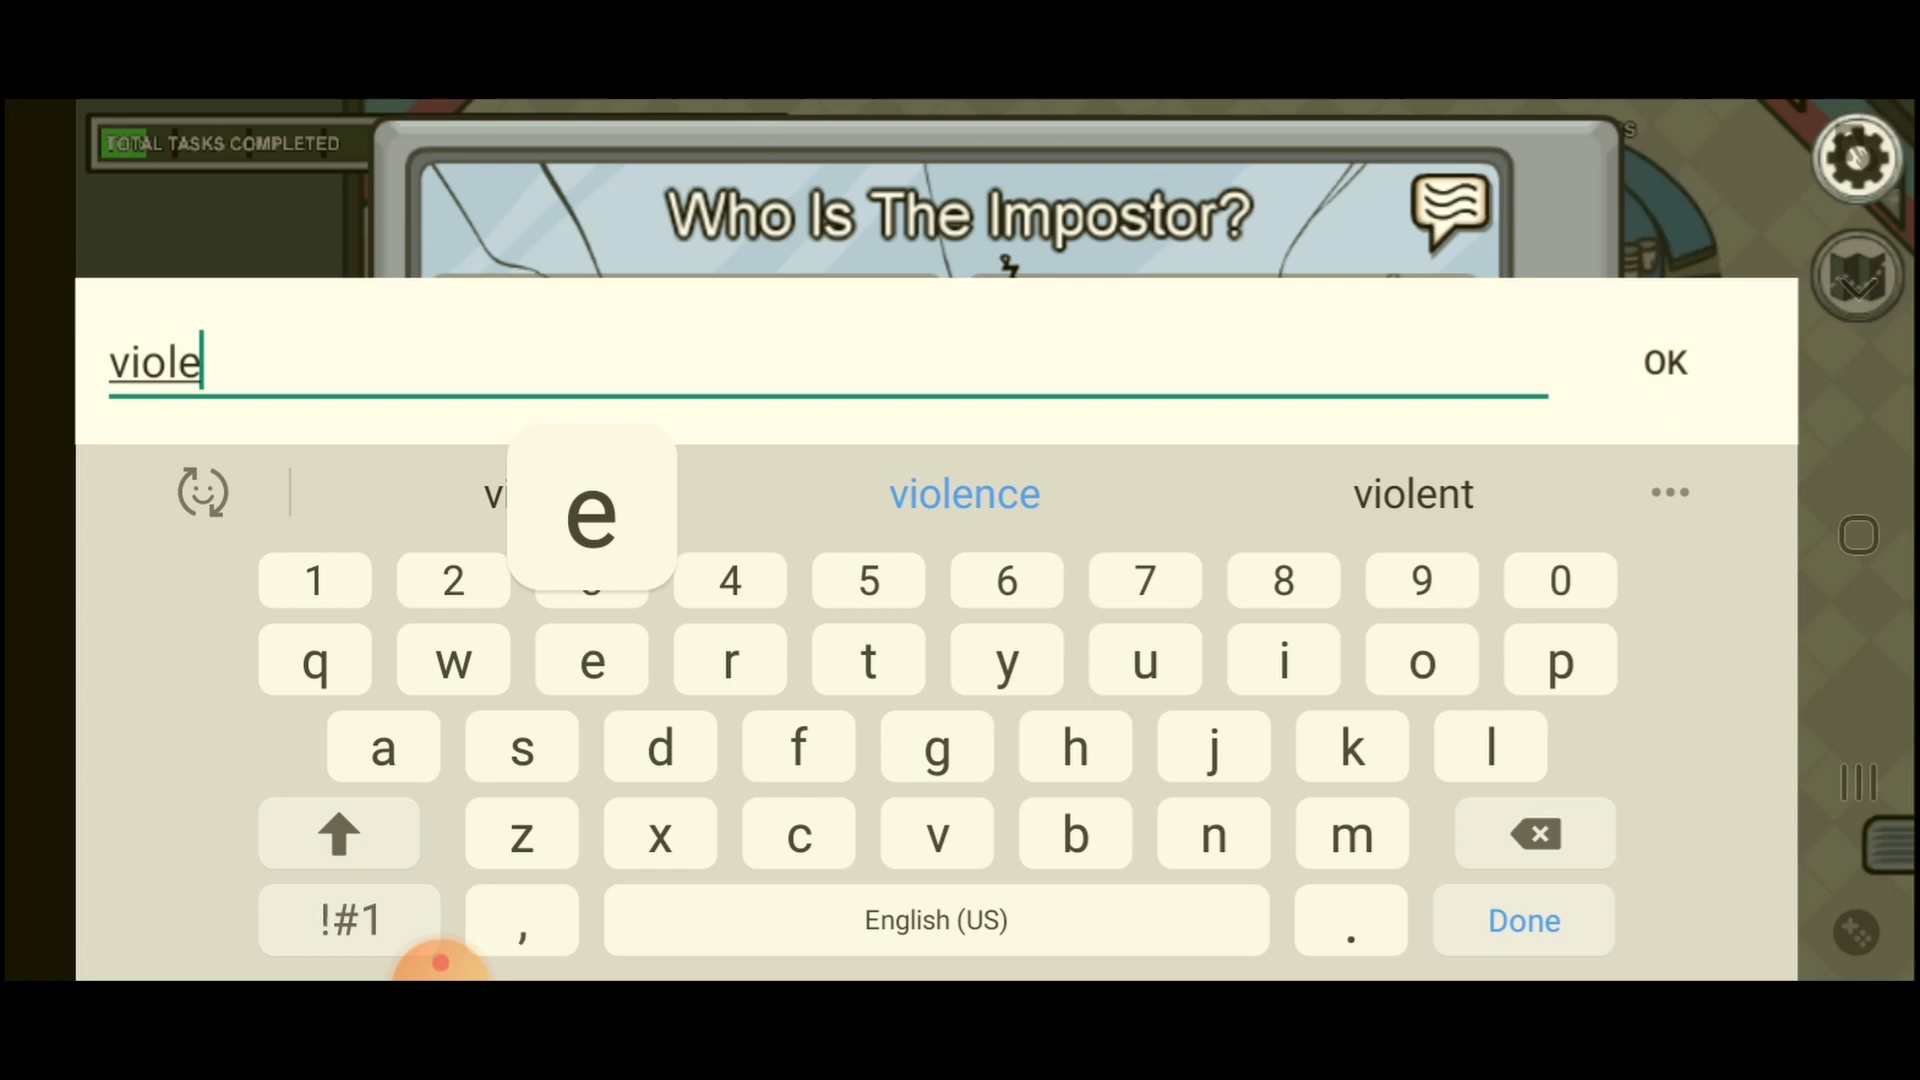 TOTAL TASKS COMPLETED
Who Is The Impostor?
viole
OK
e
violence
violent
1 2 4 5 6 7 8 9 0
q w e r t y u i o p
a s d f g h j k l
z x c v b n m
!#1 , English (US) . Done